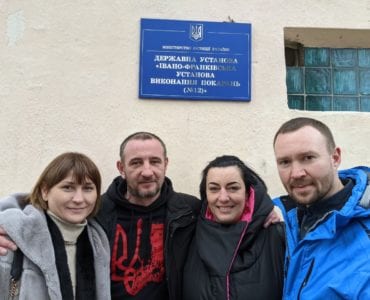 МІНІСТЕРСТВО ЮСТИЦІЇ УКРАЇНИ
ДЕРЖАВНА УСТАНОВА
«ІВАНО-ФРАНКІВСЬКА
УСТАНОВА
ВИКОНАННЯ ПОКАРАНЬ
(№12)»